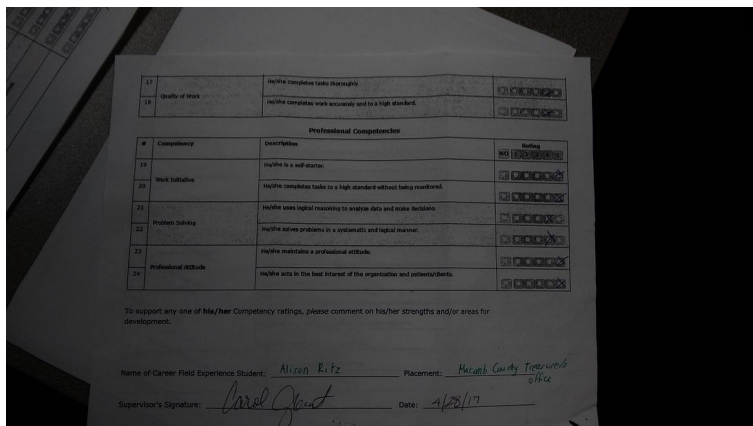 17 He/she completes tasks thoroughly.
Quality of Work
18 He/she completes work accurately and to a high standard.
Professional Competencies
# Competency Description Rating
NO 1 2 3 4 5
19 He/she is a self-starter.
Work Initiative
20 He/she completes tasks to a high standard without being monitored.
21 He/she uses logical reasoning to analyze data and make decisions.
Problem Solving
22 He/she solves problems in a systematic and logical manner.
23 He/she maintains a professional attitude.
Professional Attitude
24 He/she acts in the best interest of the organization and patients/clients.
To support any one of his/her Competency ratings, please comment on his/her strengths and/or areas for
development.
Name of Career Field Experience Student: Alison Ritz Placement: Macomb County Treasurer's
office
Supervisor's Signature: Carol Date: 4/28/17